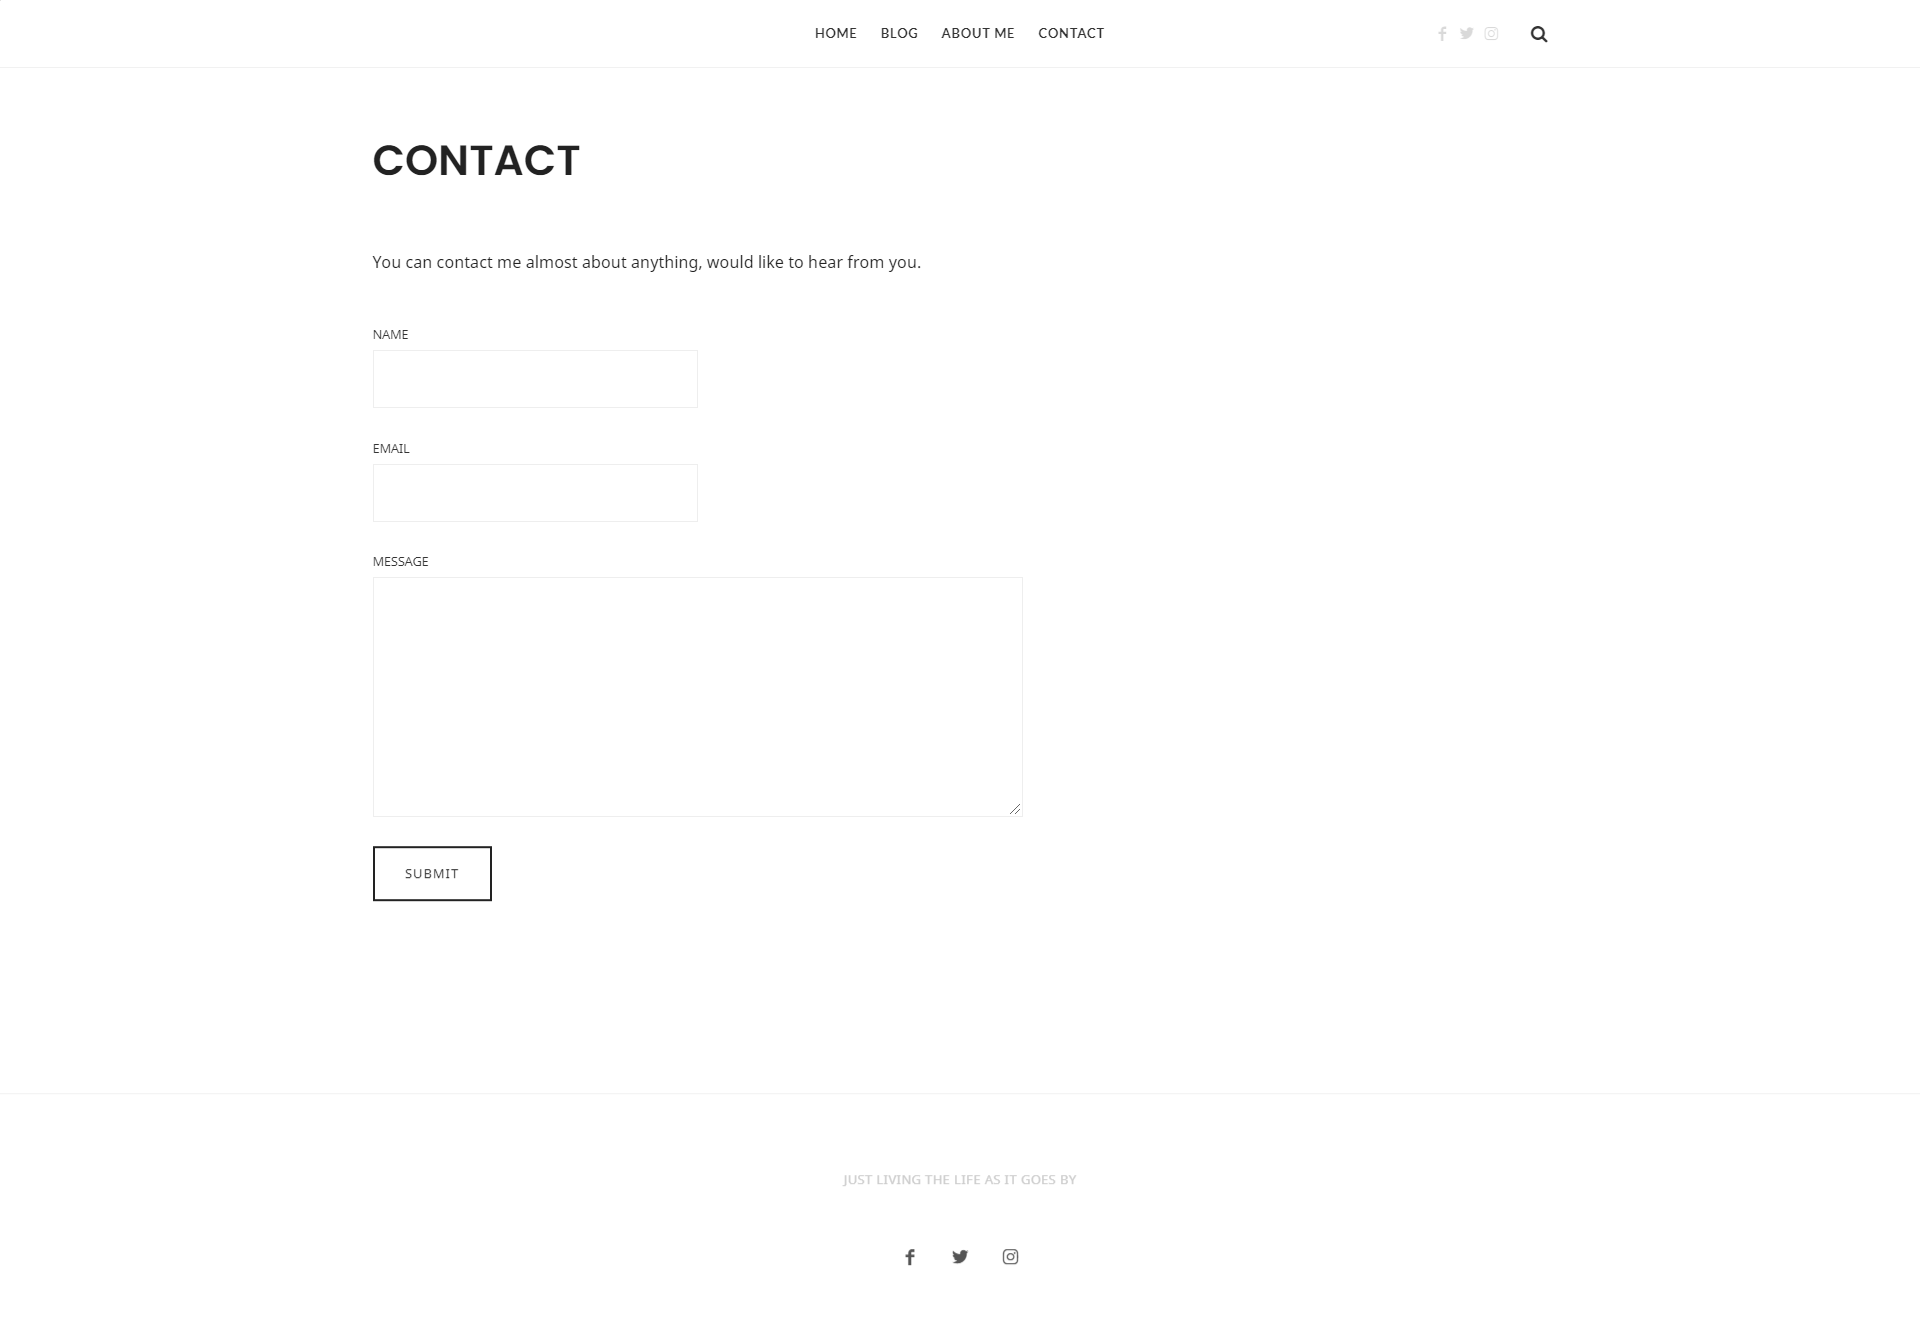 HOME BLOG ABOUT ME CONTACT
CONTACT
You can contact me almost about anything, would like to hear from you.
NAME
EMAIL
MESSAGE
SUBMIT
JUST LIVING THE LIFE AS IT GOES BY